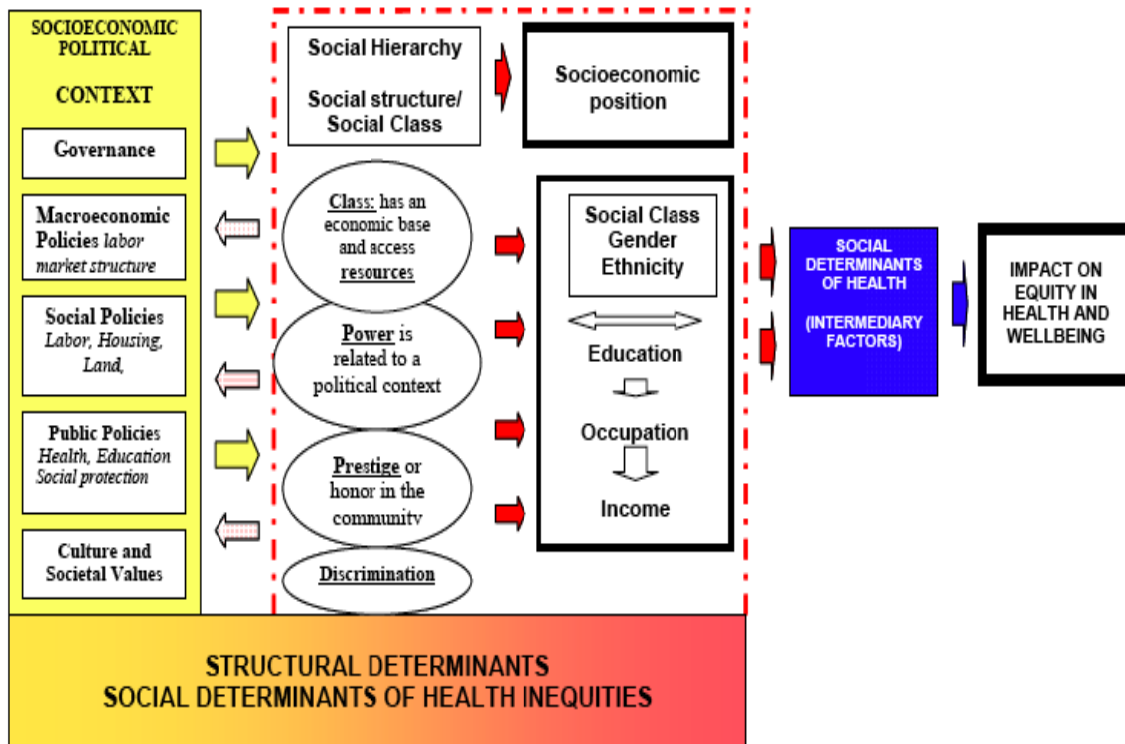 SOCIOECONOMIC
POLITICAL
CONTEXT
Governance
Macroeconomic
Policies labor
market structure
Social Policies
Labor, Housing,
Land,
Public Policies
Health, Education
Social protection
Culture and
Societal Values
Social Hierarchy
Social structure/
Social Class
Socioeconomic
position
Class: has an
economic base
and access
resources
Power is
related to a
political context
Prestige or
honor in the
community
Discrimination
Social Class
Gender
Ethnicity
Education
Occupation
Income
SOCIAL
DETERMINANTS
OF HEALTH
(INTERMEDIARY
FACTORS)
IMPACT ON
EQUITY IN
HEALTH AND
WELLBEING
STRUCTURAL DETERMINANTS
SOCIAL DETERMINANTS OF HEALTH INEQUITIES